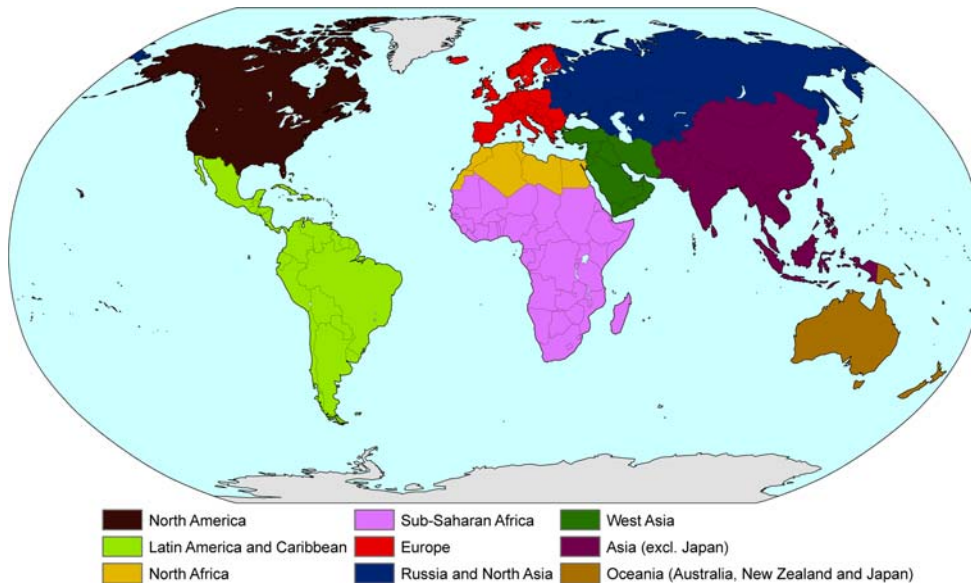 North America
Latin America and Caribbean
North Africa
Sub-Saharan Africa
Europe
Russia and North Asia
West Asia
Asia (excl. Japan)
Oceania (Australia, New Zealand and Japan)